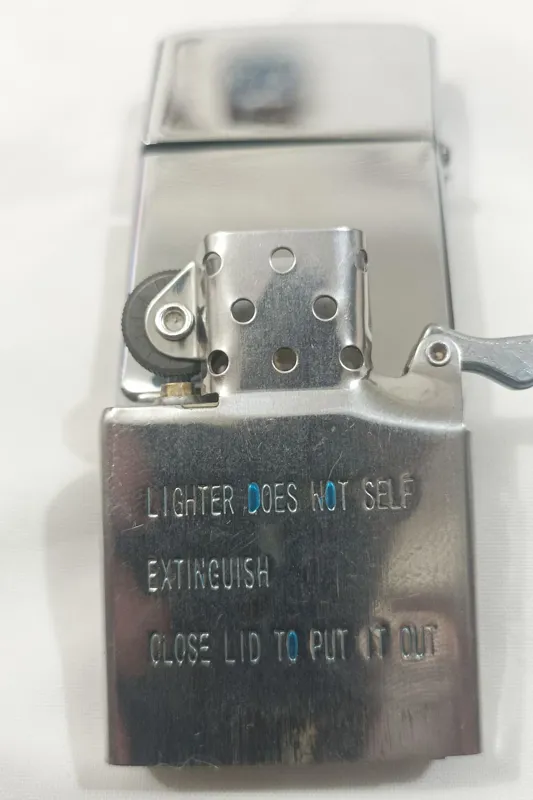 LIGHTER DOES NOT SELF
EXTINGUISH
CLOSE LID TO PUT IT OUT